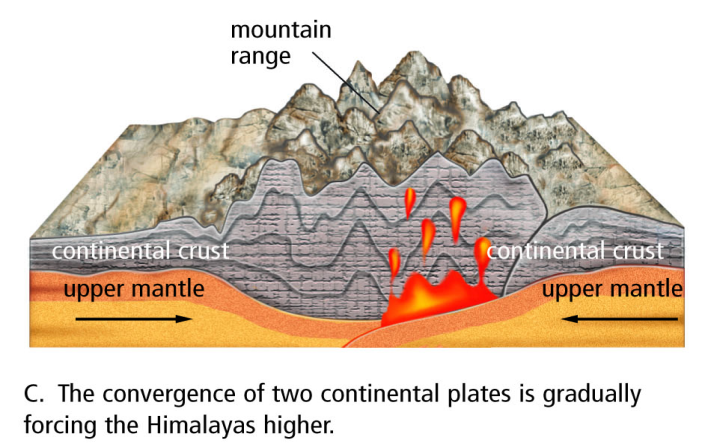 mountain
range
continental crust
continental crust
upper mantle
upper mantle
C. The convergence of two continental plates is gradually
forcing the Himalayas higher.